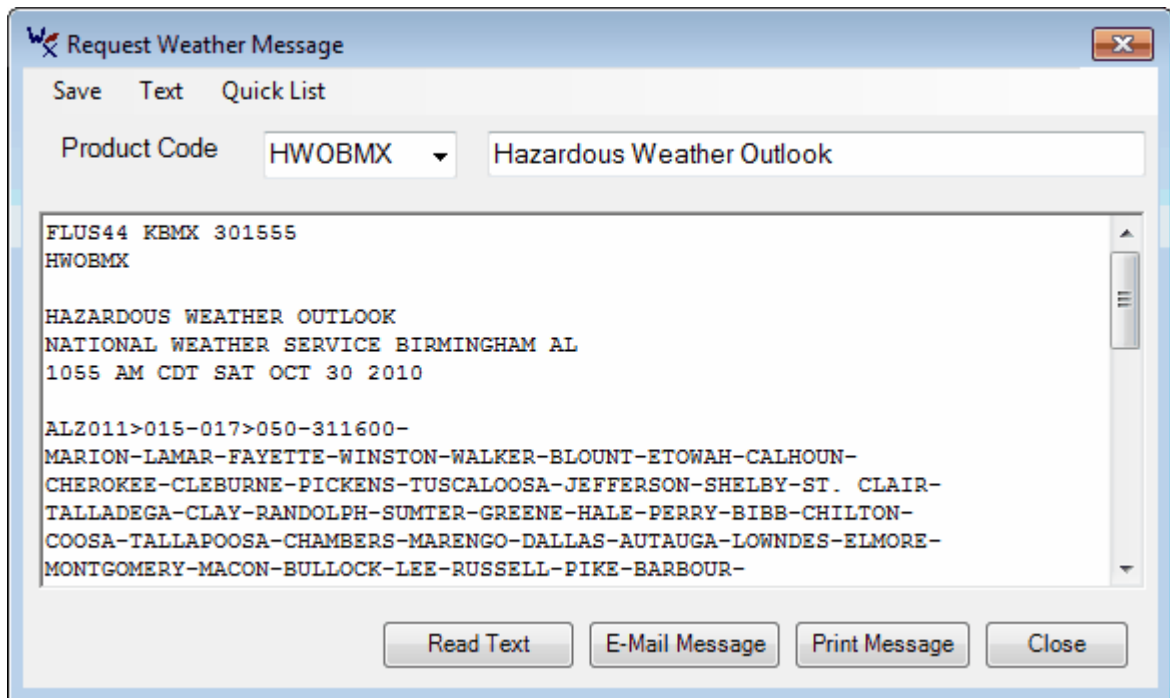 Request Weather Message
Save Text Quick List
Product Code HWOBMX Hazardous Weather Outlook
FLUS44 KBMX 301555
HWOBMX
HAZARDOUS WEATHER OUTLOOK
NATIONAL WEATHER SERVICE BIRMINGHAM AL
1055 AM CDT SAT OCT 30 2010
ALZ011>015-017>050-311600-
MARION-LAMAR-FAYETTE-WINSTON-WALKER-BLOUNT-ETOWAH-CALHOUN-
CHEROKEE-CLEBURNE-PICKENS-TUSCALOOSA-JEFFERSON-SHELBY-ST. CLAIR-
TALLADEGA-CLAY-RANDOLPH-SUMTER-GREENE-HALE-PERRY-BIBB-CHILTON-
COOSA-TALLAPOOSA-CHAMBERS-MARENGO-DALLAS-AUTAUGA-LOWNDES-ELMORE-
MONTGOMERY-MACON-BULLOCK-LEE-RUSSELL-PIKE-BARBOUR-
Read Text E-Mail Message Print Message Close